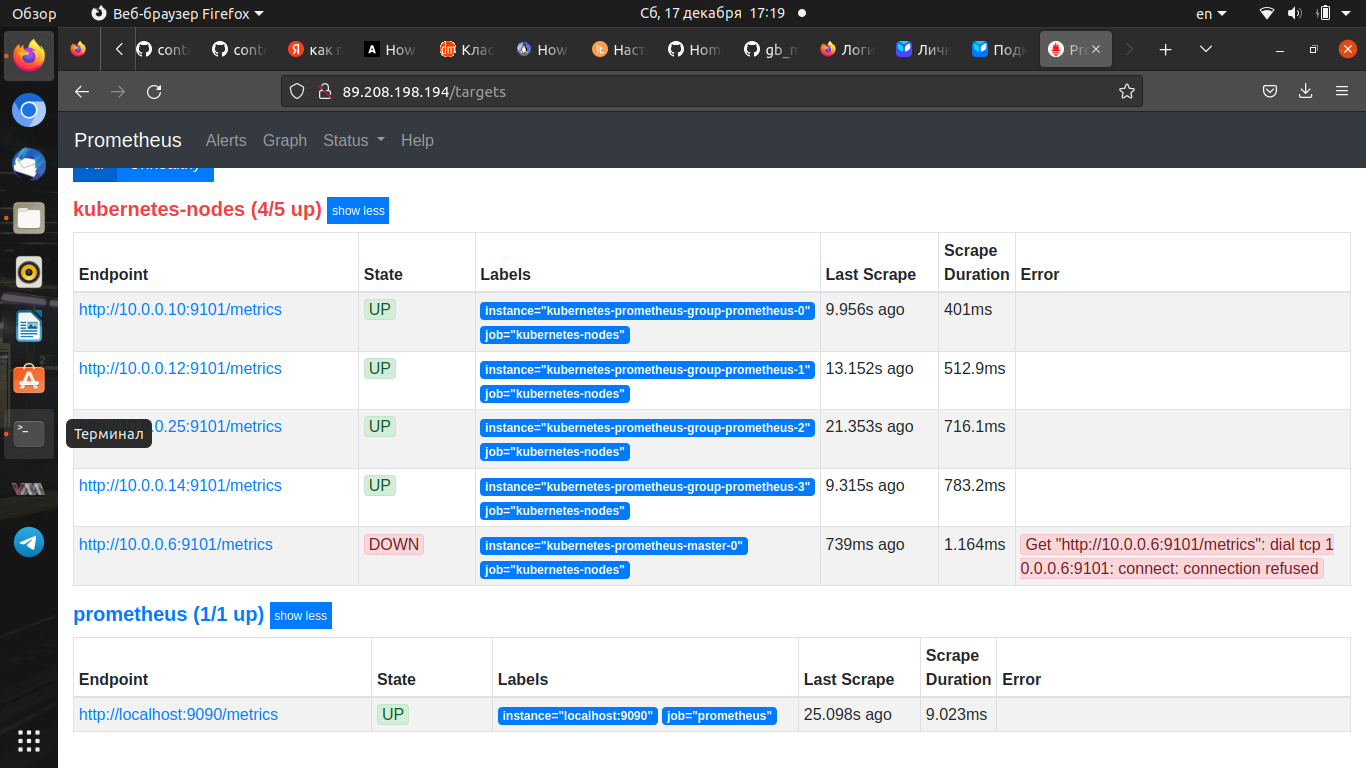 Обзор
Веб-браузер Firefox
Сб, 17 декабря 17:19
en
conte
conte
как п
How
Клас
How
Наст
Hom
gb_m
Логи
Личн
Подк
Pro
89.208.198.194/targets
Prometheus Alerts Graph Status Help
kubernetes-nodes (4/5 up) show less
Endpoint State Labels Last Scrape Scrape Duration Error
http://10.0.0.10:9101/metrics UP instance="kubernetes-prometheus-group-prometheus-0" 9.956s ago 401ms
job="kubernetes-nodes"
http://10.0.0.12:9101/metrics UP instance="kubernetes-prometheus-group-prometheus-1" 13.152s ago 512.9ms
job="kubernetes-nodes"
.25:9101/metrics UP instance="kubernetes-prometheus-group-prometheus-2" 21.353s ago 716.1ms
Терминал
job="kubernetes-nodes"
http://10.0.0.14:9101/metrics UP instance="kubernetes-prometheus-group-prometheus-3" 9.315s ago 783.2ms
job="kubernetes-nodes"
http://10.0.0.6:9101/metrics DOWN instance="kubernetes-prometheus-master-0" 739ms ago 1.164ms Get "http://10.0.0.6:9101/metrics": dial tcp 1
job="kubernetes-nodes" 0.0.0.6:9101: connect: connection refused
prometheus (1/1 up) show less
Endpoint State Labels Last Scrape Scrape Duration Error
http://localhost:9090/metrics UP instance="localhost:9090" job="prometheus" 25.098s ago 9.023ms